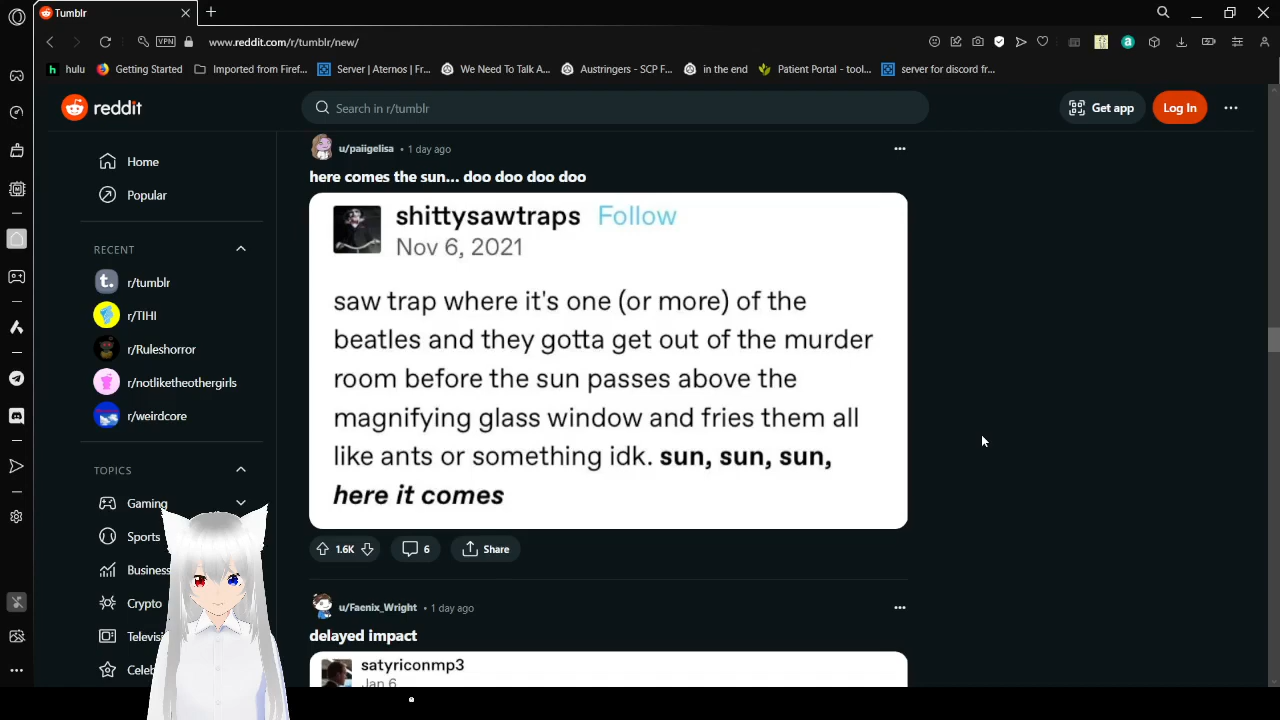 Tumblr
VPN
www.reddit.com/r/tumblr/new/
hulu
Getting Started
Imported from Firef...
Server | Aternos | Fr...
We Need To Talk A...
Austringers - SCP F...
in the end
Patient Portal - tool...
server for discord fr...
reddit
Search in r/tumblr
Get app
Log In
Home
Popular
RECENT
r/tumblr
r/TIHI
r/Ruleshorror
r/notliketheothergirls
r/weirdcore
TOPICS
Gaming
Sports
Business
Crypto
Televisi
Celeb
u/paiigelisa • 1 day ago
here comes the sun... doo doo doo doo
shittysawtraps Follow
Nov 6, 2021
saw trap where it's one (or more) of the
beatles and they gotta get out of the murder
room before the sun passes above the
magnifying glass window and fries them all
like ants or something idk. sun, sun, sun,
here it comes
1.6K
6
Share
u/Faenix_Wright • 1 day ago
delayed impact
satyriconmp3
Jan 6